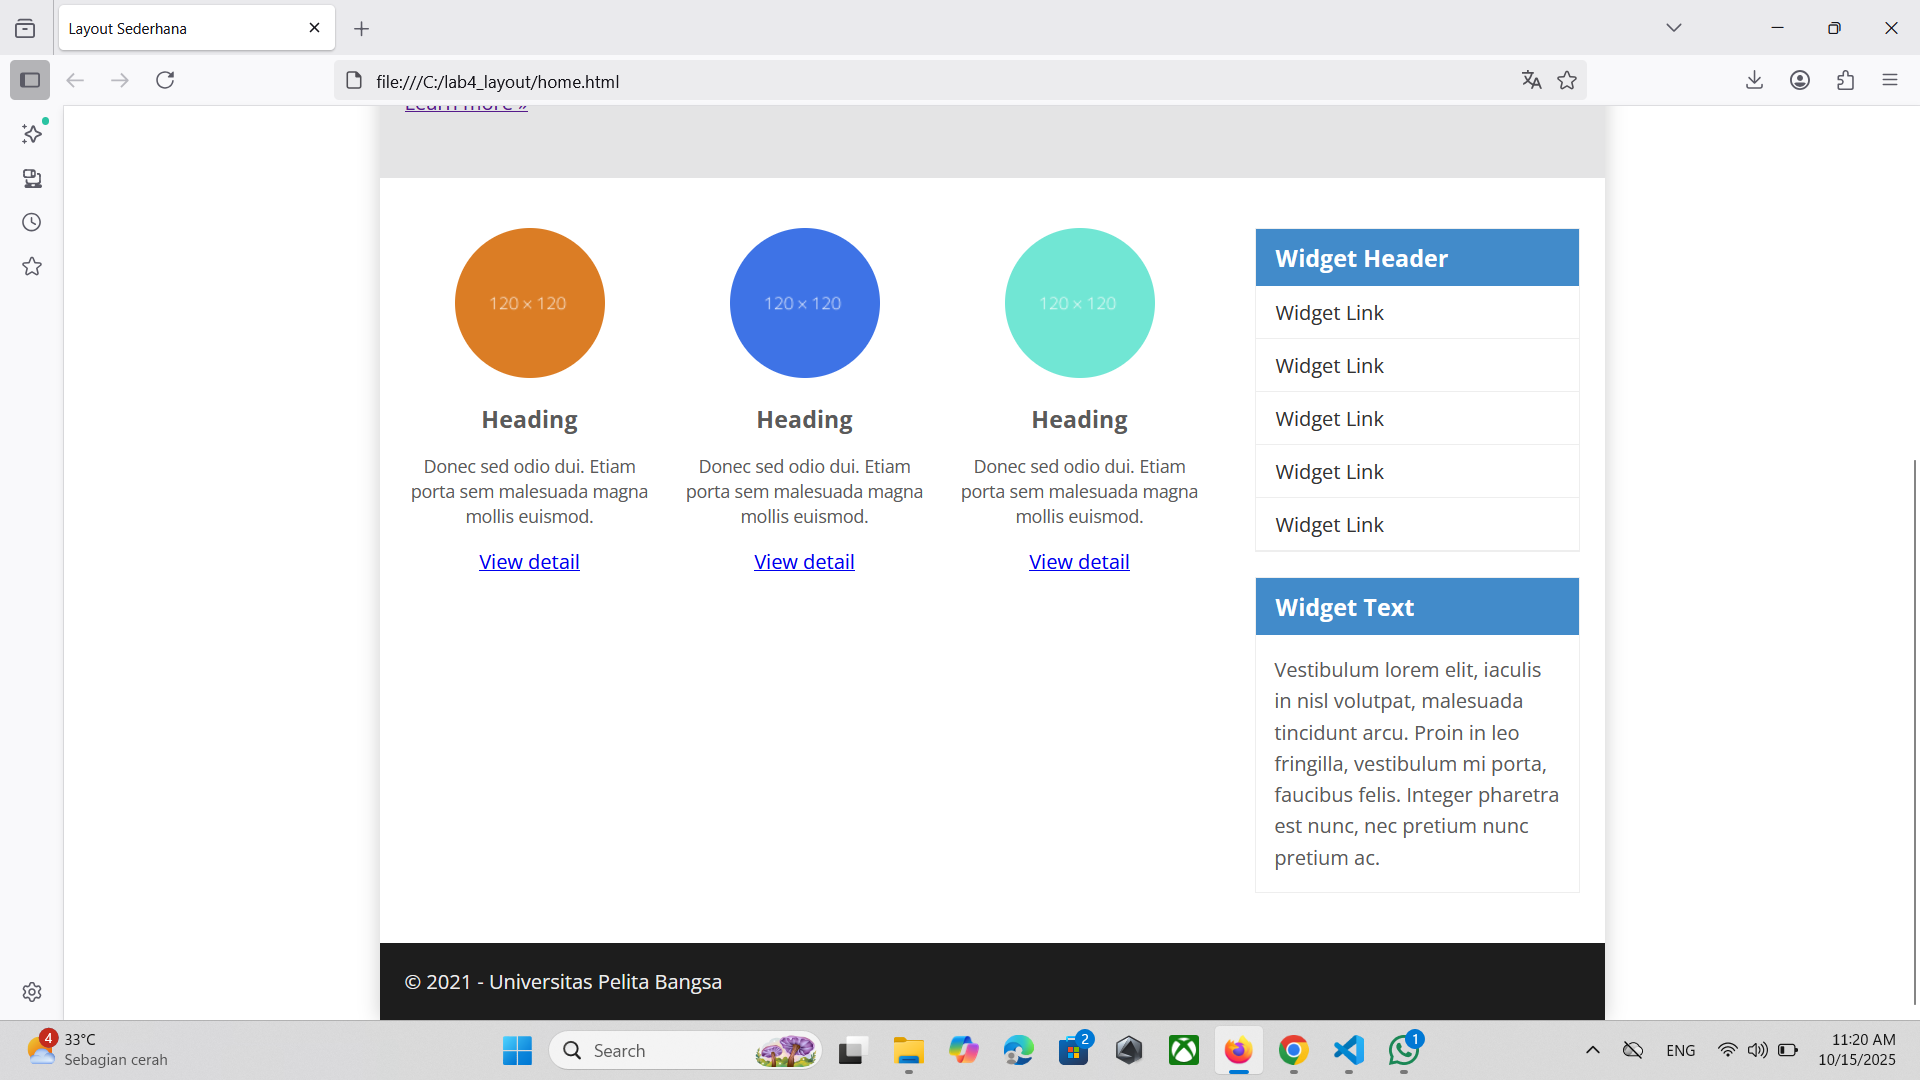 Layout Sederhana
file:///C:/lab4_layout/home.html
Learn more »
120 × 120
120 × 120
120 × 120
Heading
Heading
Heading
Donec sed odio dui. Etiam
porta sem malesuada magna
mollis euismod.
Donec sed odio dui. Etiam
porta sem malesuada magna
mollis euismod.
Donec sed odio dui. Etiam
porta sem malesuada magna
mollis euismod.
View detail
View detail
View detail
Widget Header
Widget Link
Widget Link
Widget Link
Widget Link
Widget Link
Widget Text
Vestibulum lorem elit, iaculis
in nisl volutpat, malesuada
tincidunt arcu. Proin in leo
fringilla, vestibulum mi porta,
faucibus felis. Integer pharetra
est nunc, nec pretium nunc
pretium ac.
© 2021 - Universitas Pelita Bangsa
4
33°C
Sebagian cerah
Search
2
1
ENG
11:20 AM
10/15/2025